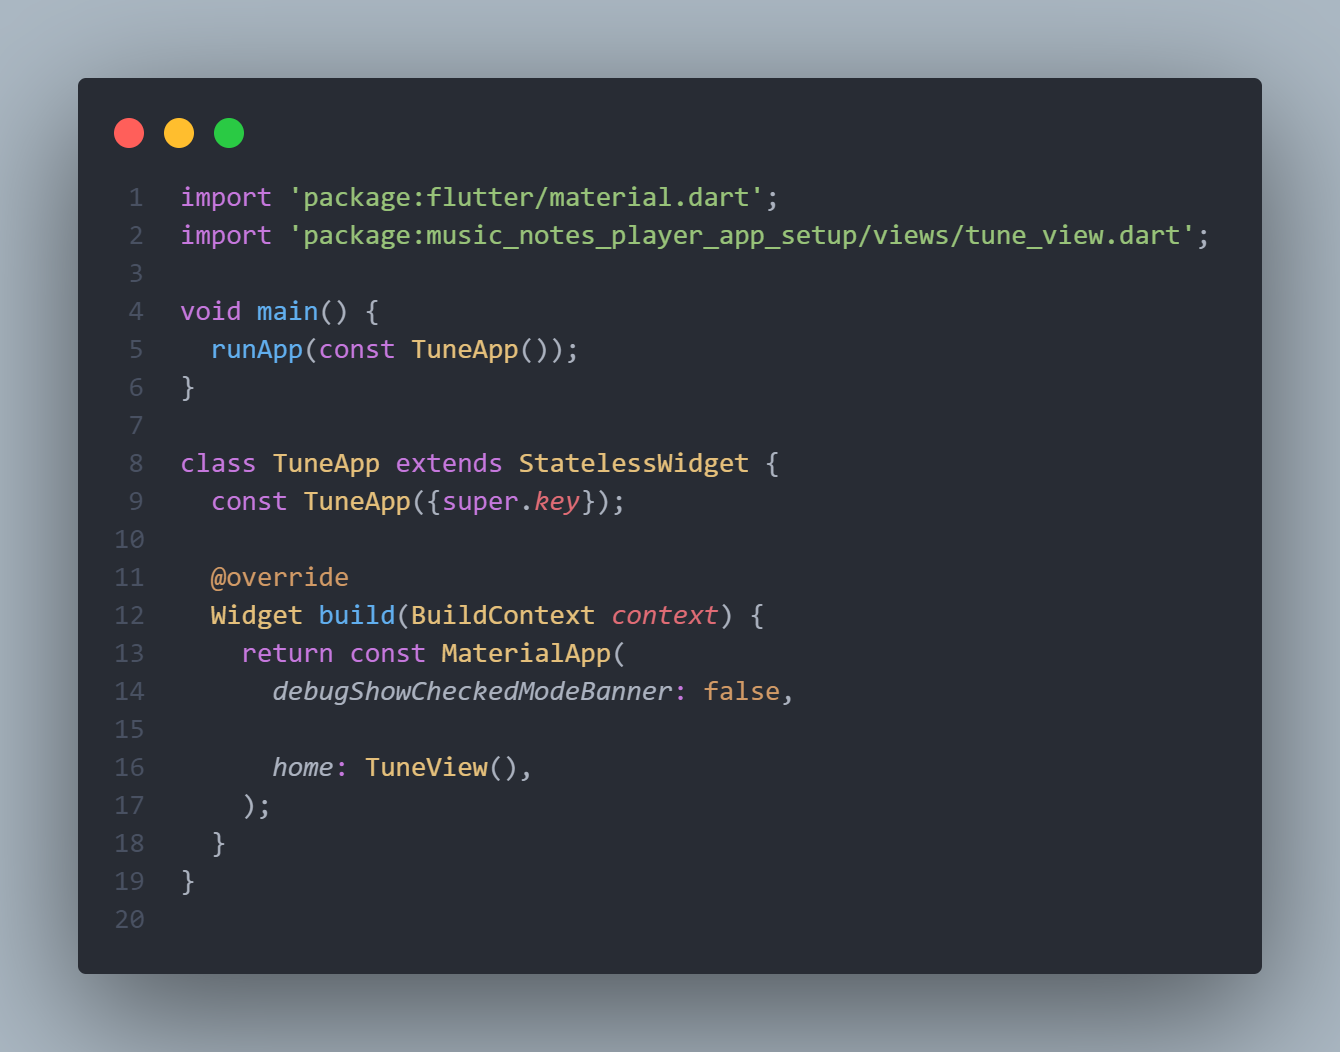 1 import 'package:flutter/material.dart';
2 import 'package:music_notes_player_app_setup/views/tune_view.dart';
3
4 void main() {
5   runApp(const TuneApp());
6 }
7
8 class TuneApp extends StatelessWidget {
9   const TuneApp({super.key});
10
11   @override
12   Widget build(BuildContext context) {
13     return const MaterialApp(
14       debugShowCheckedModeBanner: false,
15
16       home: TuneView(),
17     );
18   }
19 }
20